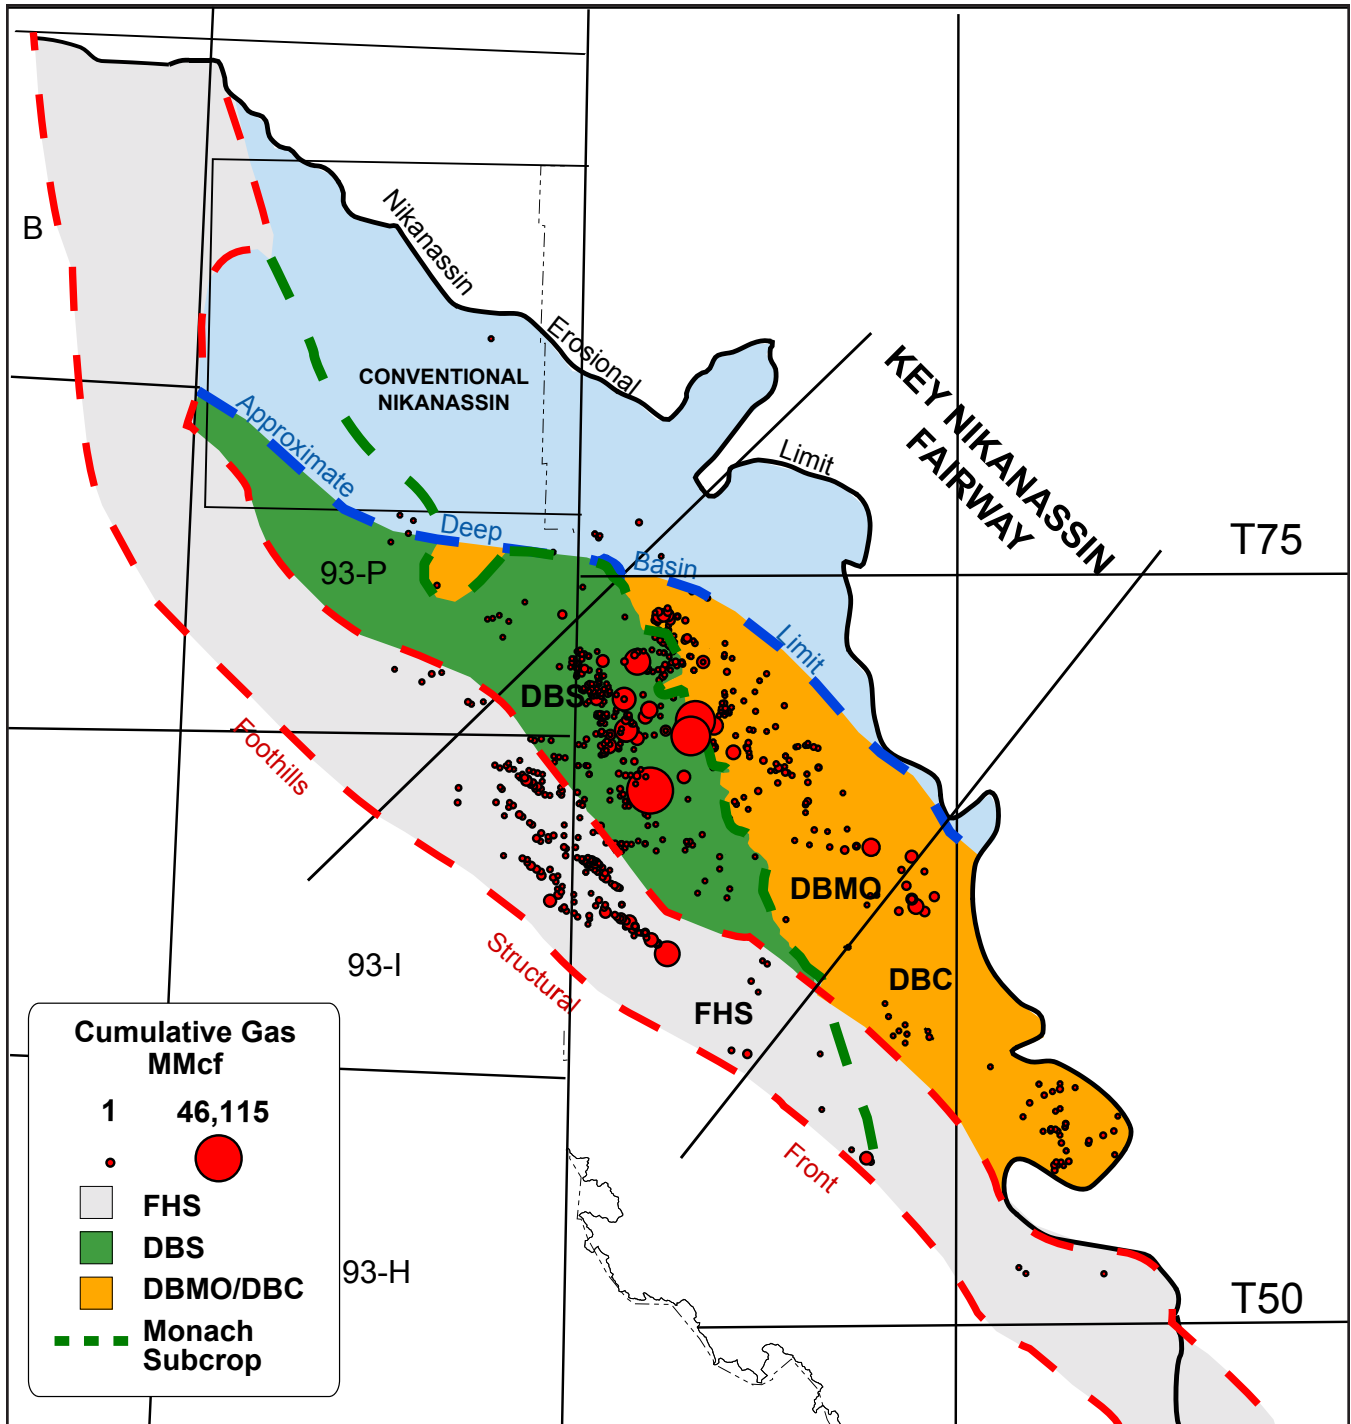 B
Nikanassin
Erosional
Limit
CONVENTIONAL
NIKANASSIN
KEY NIKANASSIN
FAIRWAY
Approximate
Deep
Basin
Limit
T75
93-P
DBS
DBMO
DBC
FHS
Foothills
Structural
Front
93-I
93-H
T50
Cumulative Gas
MMcf
1 46,115
FHS
DBS
DBMO/DBC
Monach
Subcrop